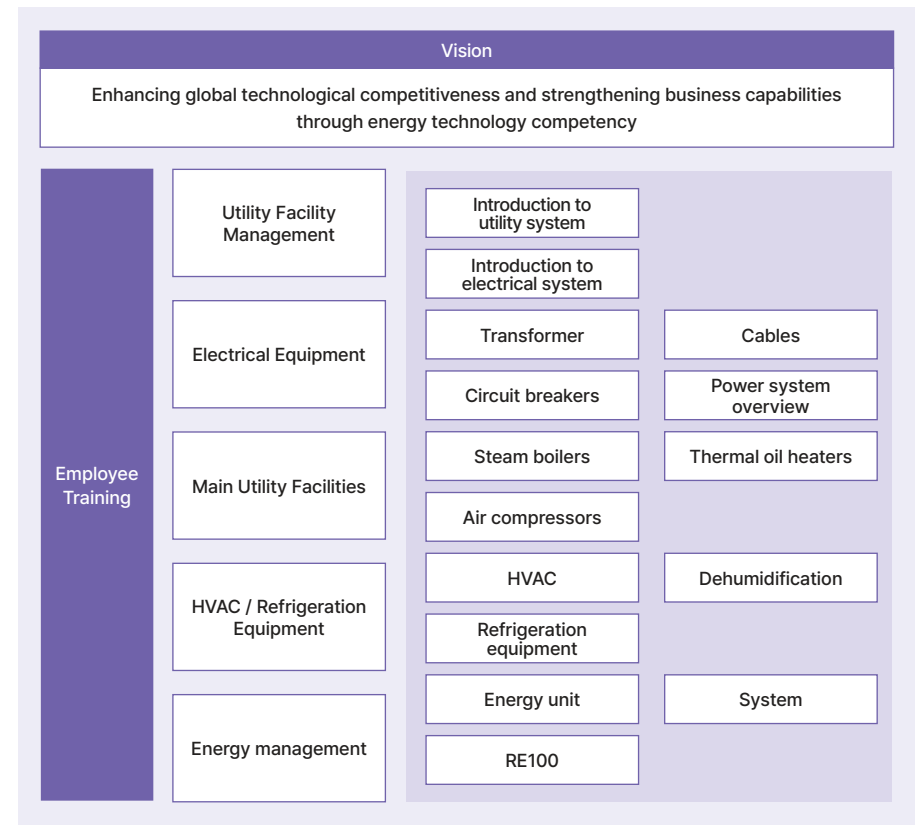 Vision
Enhancing global technological competitiveness and strengthening business capabilities
through energy technology competency
Employee
Training
Utility Facility
Management
Introduction to
utility system
Introduction to
electrical system
Electrical Equipment
Transformer
Cables
Circuit breakers
Power system
overview
Main Utility Facilities
Steam boilers
Thermal oil heaters
Air compressors
HVAC / Refrigeration
Equipment
HVAC
Dehumidification
Refrigeration
equipment
Energy management
Energy unit
System
RE100